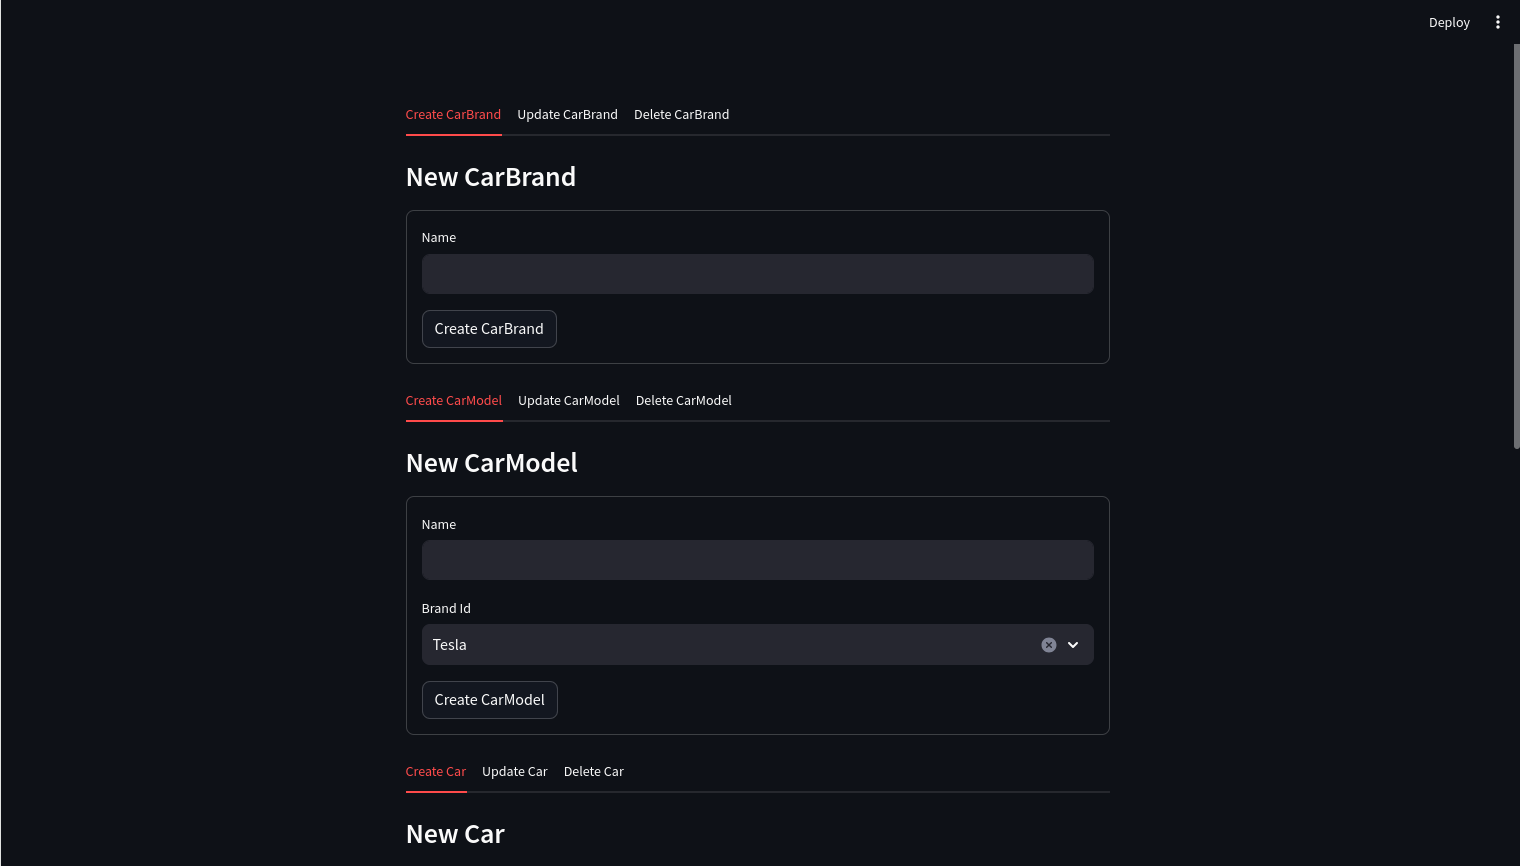 Deploy
Create CarBrand Update CarBrand Delete CarBrand
New CarBrand
Name
Create CarBrand
Create CarModel Update CarModel Delete CarModel
New CarModel
Name
Brand Id
Tesla
Create CarModel
Create Car Update Car Delete Car
New Car